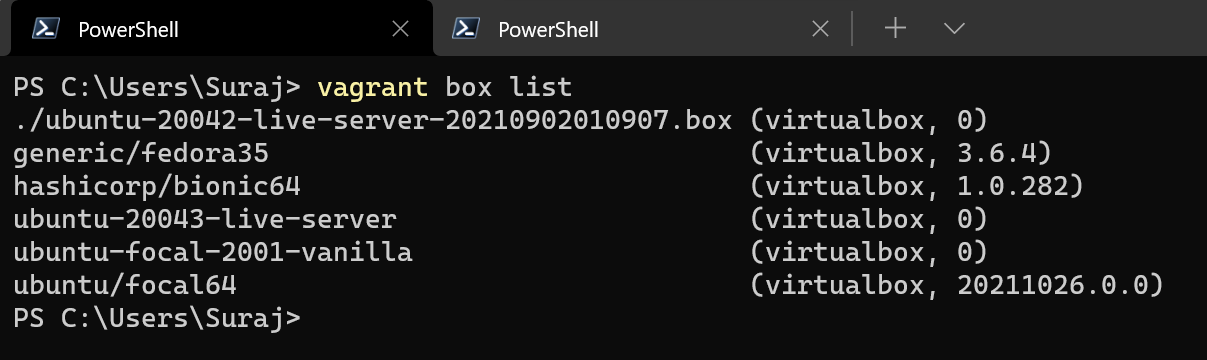 PowerShell
PowerShell
PS C:\Users\Suraj> vagrant box list
./ubuntu-20042-live-server-20210902010907.box (virtualbox, 0)
generic/fedora35                              (virtualbox, 3.6.4)
hashicorp/bionic64                            (virtualbox, 1.0.282)
ubuntu-20043-live-server                      (virtualbox, 0)
ubuntu-focal-2001-vanilla                     (virtualbox, 0)
ubuntu/focal64                                (virtualbox, 20211026.0.0)
PS C:\Users\Suraj>